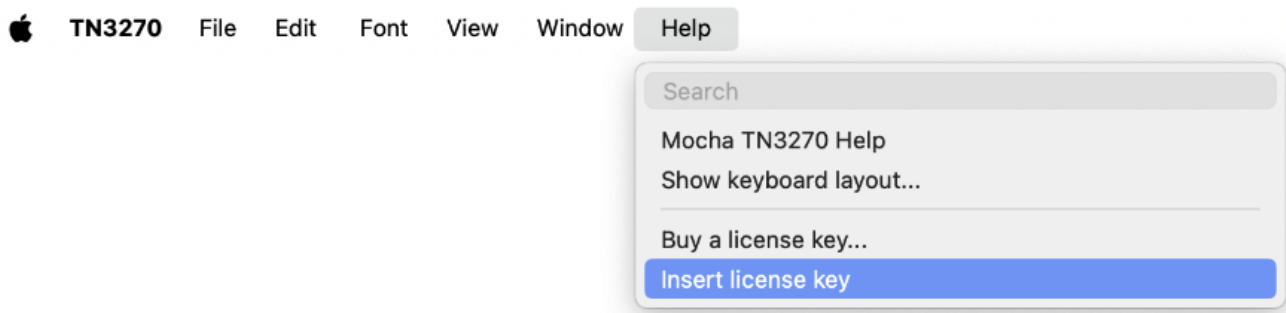 TN3270 File Edit Font View Window Help
Search
Mocha TN3270 Help
Show keyboard layout...
Buy a license key...
Insert license key